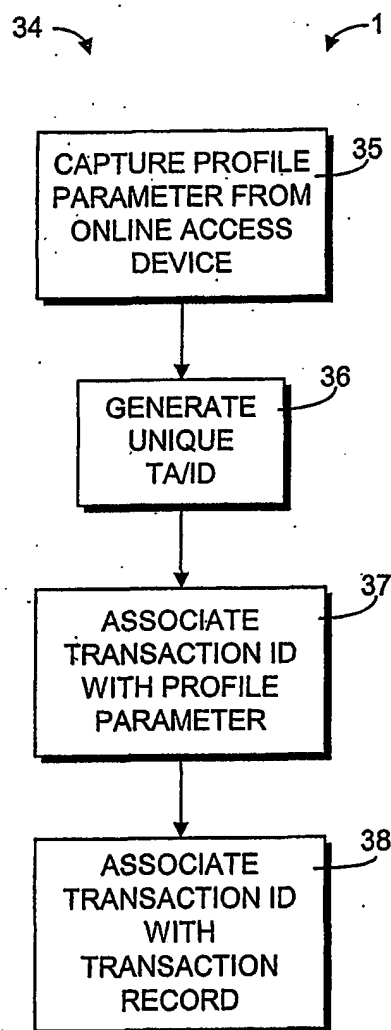 34
1
35
CAPTURE PROFILE
PARAMETER FROM
ONLINE ACCESS
DEVICE
36
GENERATE
UNIQUE
TA/ID
37
ASSOCIATE
TRANSACTION ID
WITH PROFILE
PARAMETER
38
ASSOCIATE
TRANSACTION ID
WITH
TRANSACTION
RECORD